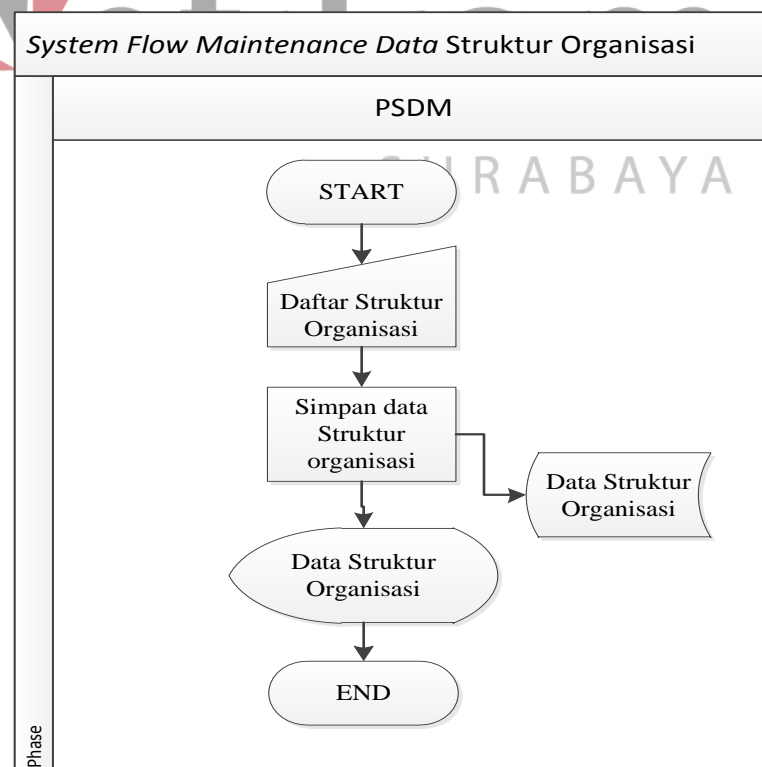 System Flow Maintenance Data Struktur Organisasi
PSDM
SURABAYA
START
Daftar Struktur
Organisasi
Simpan data
Struktur
organisasi
Data Struktur
Organisasi
Data Struktur
Organisasi
END
Phase